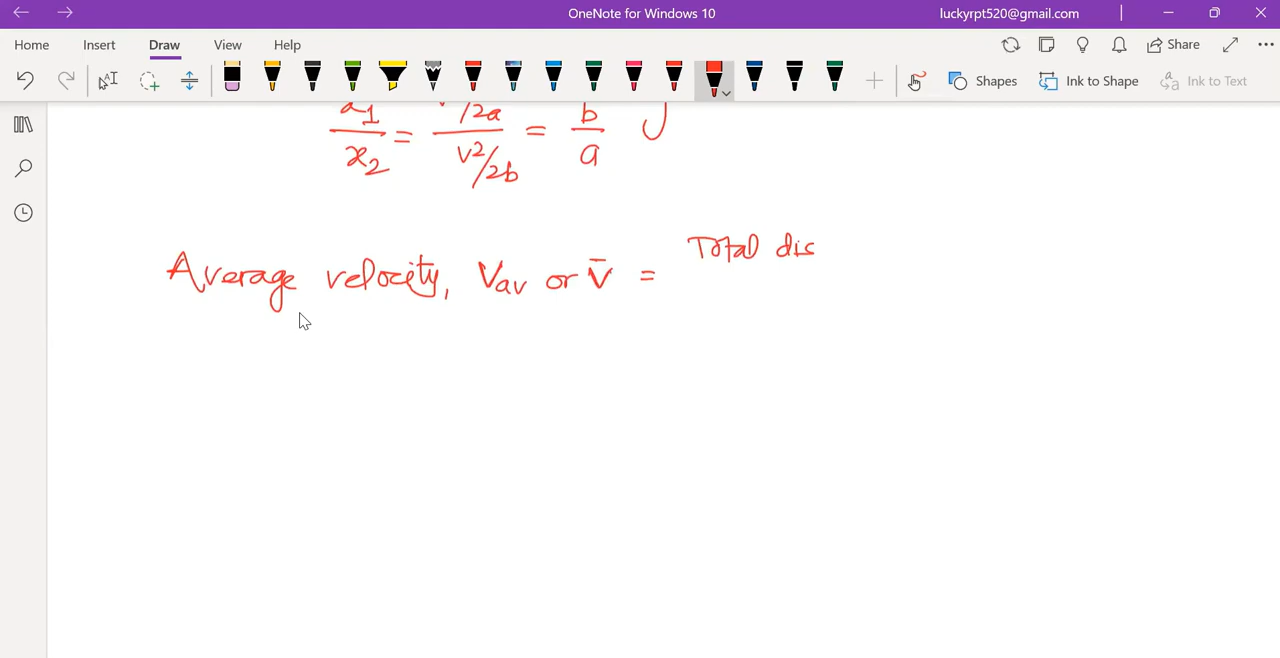 OneNote for Windows 10
luckyrpt520@gmail.com
Home Insert Draw View Help
Share
Shapes
Ink to Shape
Ink to Text
/2a b
x2 = v²/2b = a
Average velocity, Vav or v̄ = Total dis